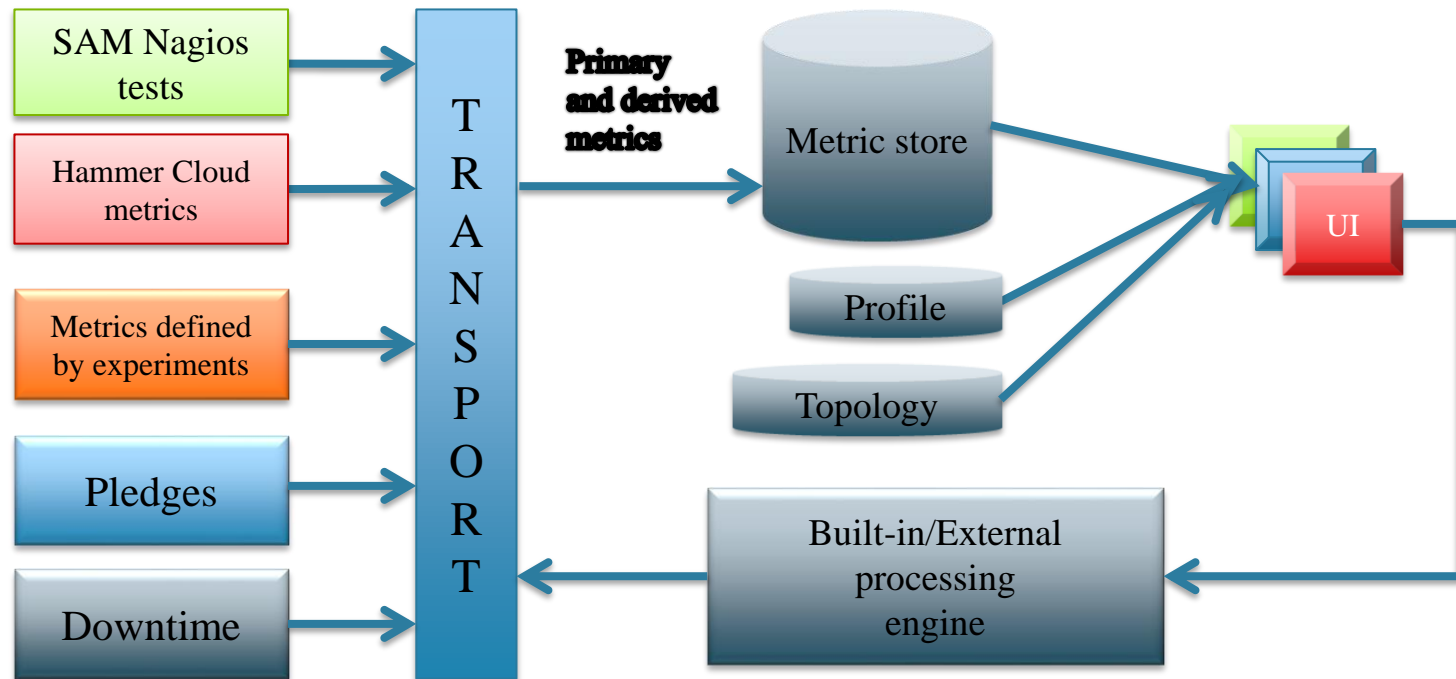 SAM Nagios
tests
Hammer Cloud
metrics
Metrics defined
by experiments
Pledges
Downtime
T
R
A
N
S
P
O
R
T
Primary
and derived
metrics
Metric store
Profile
Topology
UI
Built-in/External
processing
engine